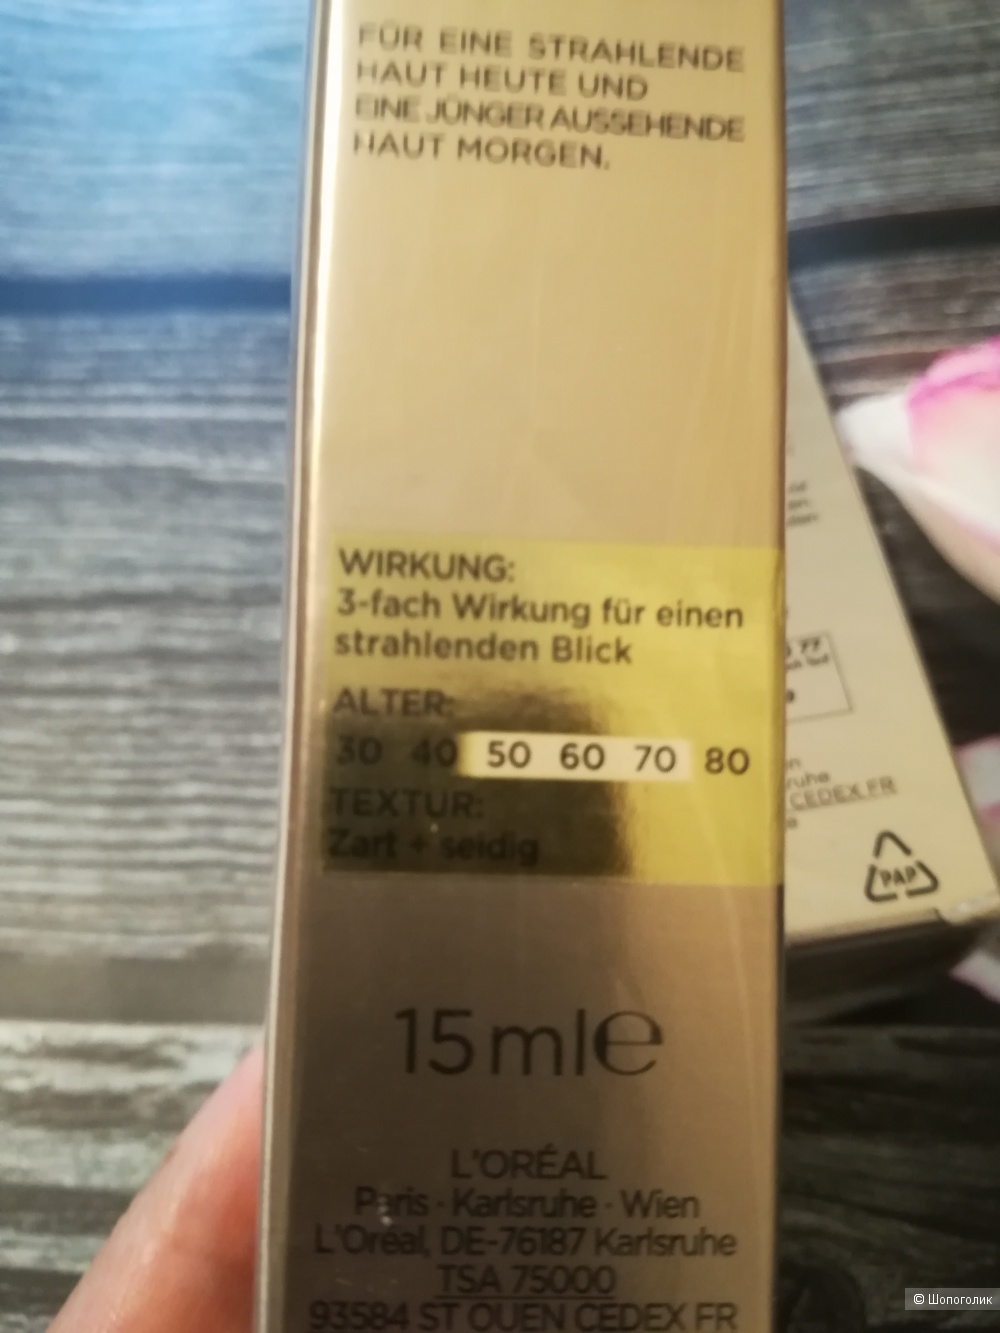 FÜR EINE STRAHLENDE
HAUT HEUTE UND
EINE JÜNGER AUSSEHENDE
HAUT MORGEN.
WIRKUNG:
3-fach Wirkung für einen
strahlenden Blick
ALTER:
30 40 50 60 70 80
TEXTUR:
Zart + seidig
15 ml e
L'ORÉAL
Paris · Karlsruhe · Wien
L'Oréal, DE-76187 Karlsruhe
TSA 75000
93584 ST OUEN CEDEX FR
CEDEX FR
PAP
© Шопоголик